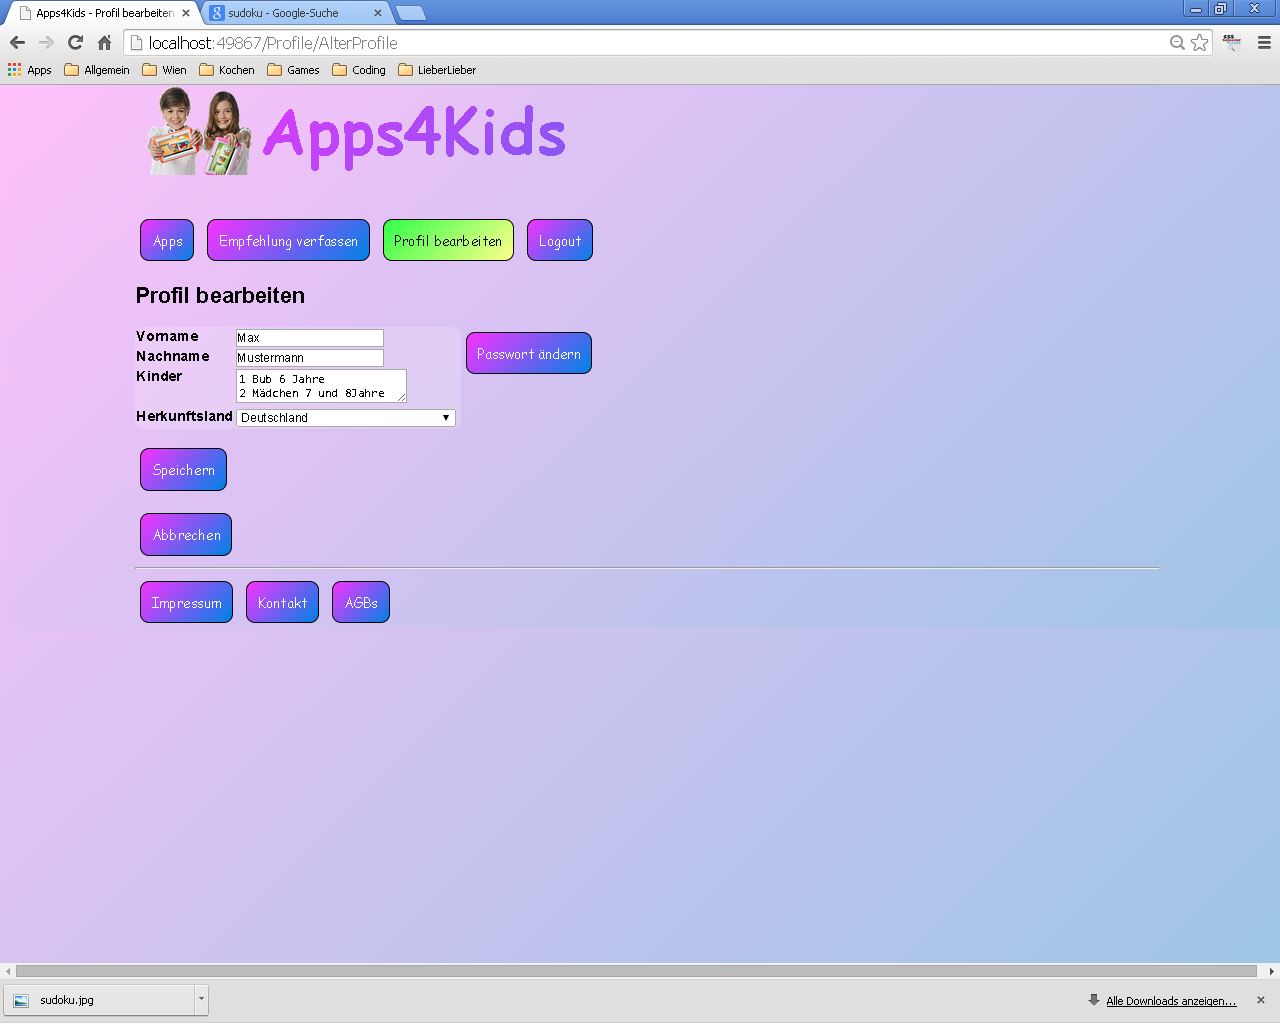 Apps4Kids - Profil bearbeiten
sudoku - Google-Suche
localhost:49867/Profile/AlterProfile
Apps Allgemein Wien Kochen Games Coding LieberLieber
Apps4Kids
Apps Empfehlung verfassen Profil bearbeiten Logout
Profil bearbeiten
Vorname Max
Passwort ändern
Nachname Mustermann
Kinder 1 Bub 6 Jahre
2 Mädchen 7 und 8Jahre
Herkunftsland Deutschland
Speichern
Abbrechen
Impressum Kontakt AGBs
sudoku.jpg
Alle Downloads anzeigen...